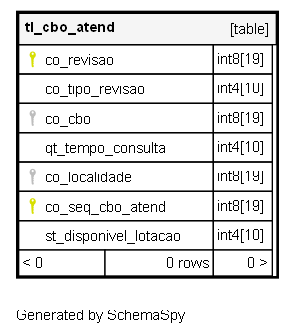 tl_cbo_atend [table]
co_revisao int8[19]
co_tipo_revisao int4[10]
co_cbo int8[19]
qt_tempo_consulta int4[10]
co_localidade int8[19]
co_seq_cbo_atend int8[19]
st_disponivel_lotacao int4[10]
< 0 0 rows 0 >
Generated by SchemaSpy